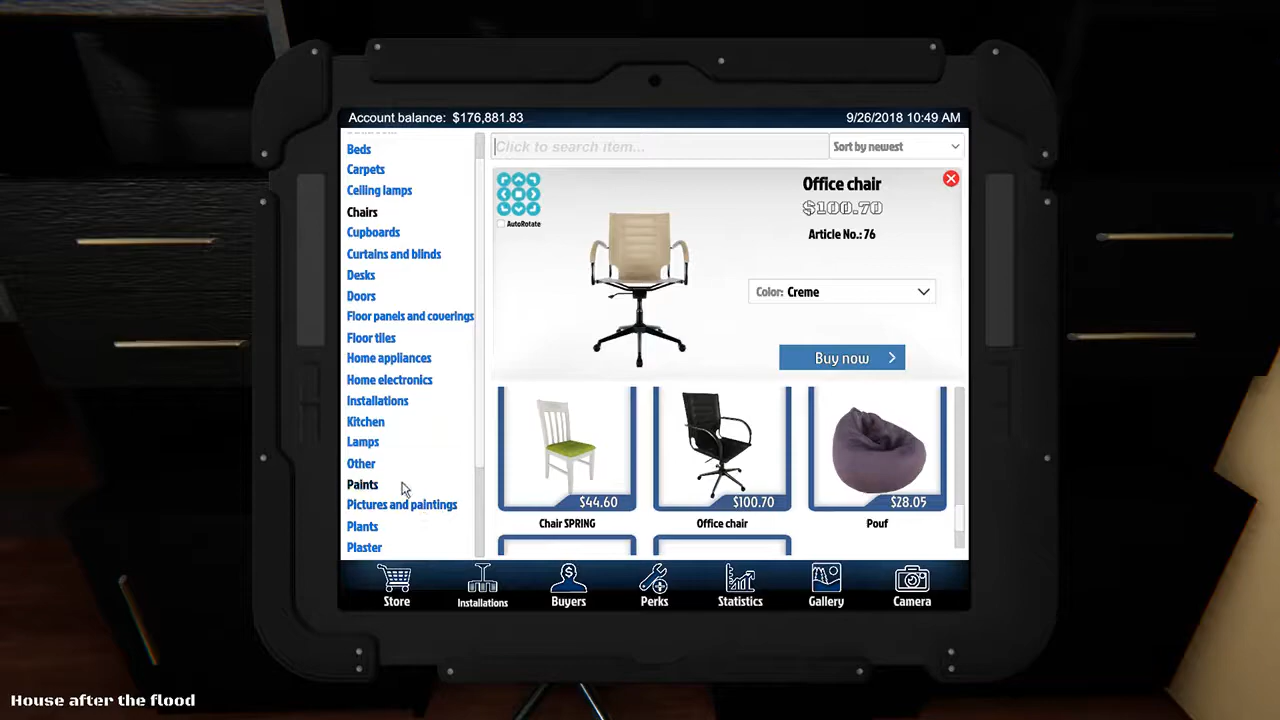 Account balance: $176,881.83
9/26/2018 10:49 AM
Beds
Carpets
Ceiling lamps
Chairs
Cupboards
Curtains and blinds
Desks
Doors
Floor panels and coverings
Floor tiles
Home appliances
Home electronics
Installations
Kitchen
Lamps
Other
Paints
Pictures and paintings
Plants
Plaster
Click to search item...
Sort by newest
AutoRotate
Office chair
$100.70
Article No.: 76
Color: Creme
Buy now
$44.60
$100.70
$28.05
Chair SPRING
Office chair
Pouf
Store
Installations
Buyers
Perks
Statistics
Gallery
Camera
House after the flood